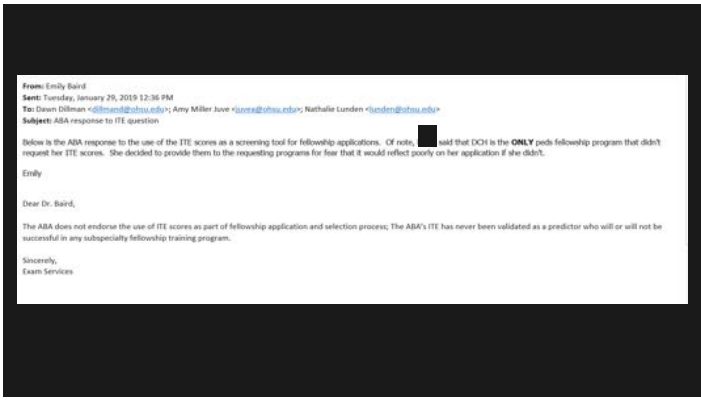 From: Emily Baird
Sent: Tuesday, January 29, 2019 12:36 PM
To: Dawn Dillman <dillmand@ohsu.edu>; Amy Miller Juve <juvea@ohsu.edu>; Nathalie Lunden <lunden@ohsu.edu>
Subject: ABA response to ITE question
Below is the ABA response to the use of the ITE scores as a screening tool for fellowship applications. Of note, said that DCH is the ONLY peds fellowship program that didn't
request her ITE scores. She decided to provide them to the requesting programs for fear that it would reflect poorly on her application if she didn't.
Emily
Dear Dr. Baird,
The ABA does not endorse the use of ITE scores as part of fellowship application and selection process; The ABA's ITE has never been validated as a predictor who will or will not be
successful in any subspecialty fellowship training program.
Sincerely,
Exam Services